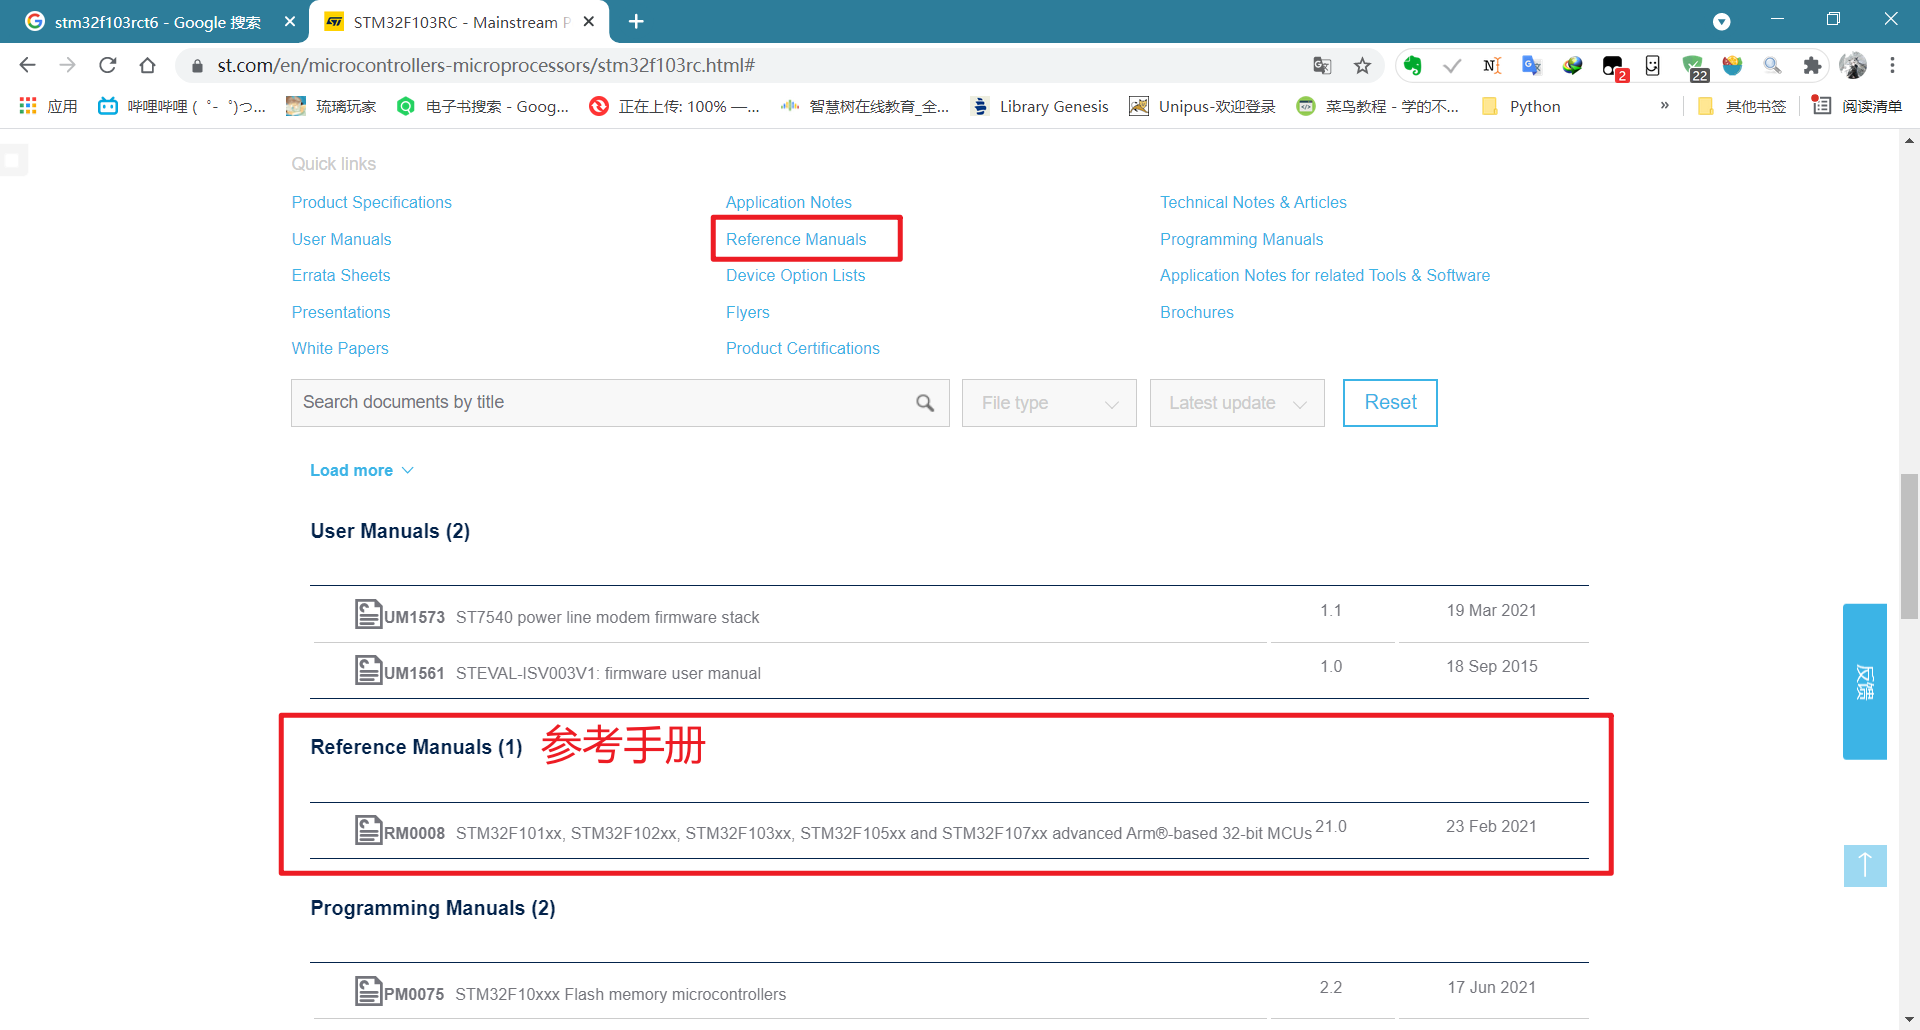 stm32f103rct6 - Google 搜索
STM32F103RC - Mainstream P
st.com/en/microcontrollers-microprocessors/stm32f103rc.html#
2
22
应用
哔哩哔哩 ( ゜- ゜)つ...
琉璃玩家
电子书搜索 - Goog...
正在上传: 100% —...
智慧树在线教育_全...
Library Genesis
Unipus-欢迎登录
菜鸟教程 - 学的不...
Python
»
其他书签
阅读清单
Quick links
Product Specifications
Application Notes
Technical Notes & Articles
User Manuals
Reference Manuals
Programming Manuals
Errata Sheets
Device Option Lists
Application Notes for related Tools & Software
Presentations
Flyers
Brochures
White Papers
Product Certifications
Search documents by title
File type
Latest update
Reset
Load more
User Manuals (2)
UM1573 ST7540 power line modem firmware stack 1.1 19 Mar 2021
UM1561 STEVAL-ISV003V1: firmware user manual 1.0 18 Sep 2015
反馈
Reference Manuals (1) 参考手册
RM0008 STM32F101xx, STM32F102xx, STM32F103xx, STM32F105xx and STM32F107xx advanced Arm®-based 32-bit MCUs 21.0 23 Feb 2021
Programming Manuals (2)
PM0075 STM32F10xxx Flash memory microcontrollers 2.2 17 Jun 2021